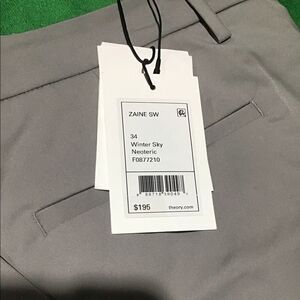 ZAINE SW
34
Winter Sky
Neoteric
F0877210
$195 theory.com